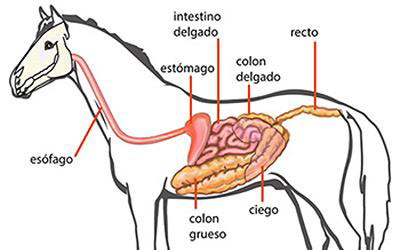 intestino
delgado
recto
estómago
colon
delgado
esófago
colon
grueso
ciego